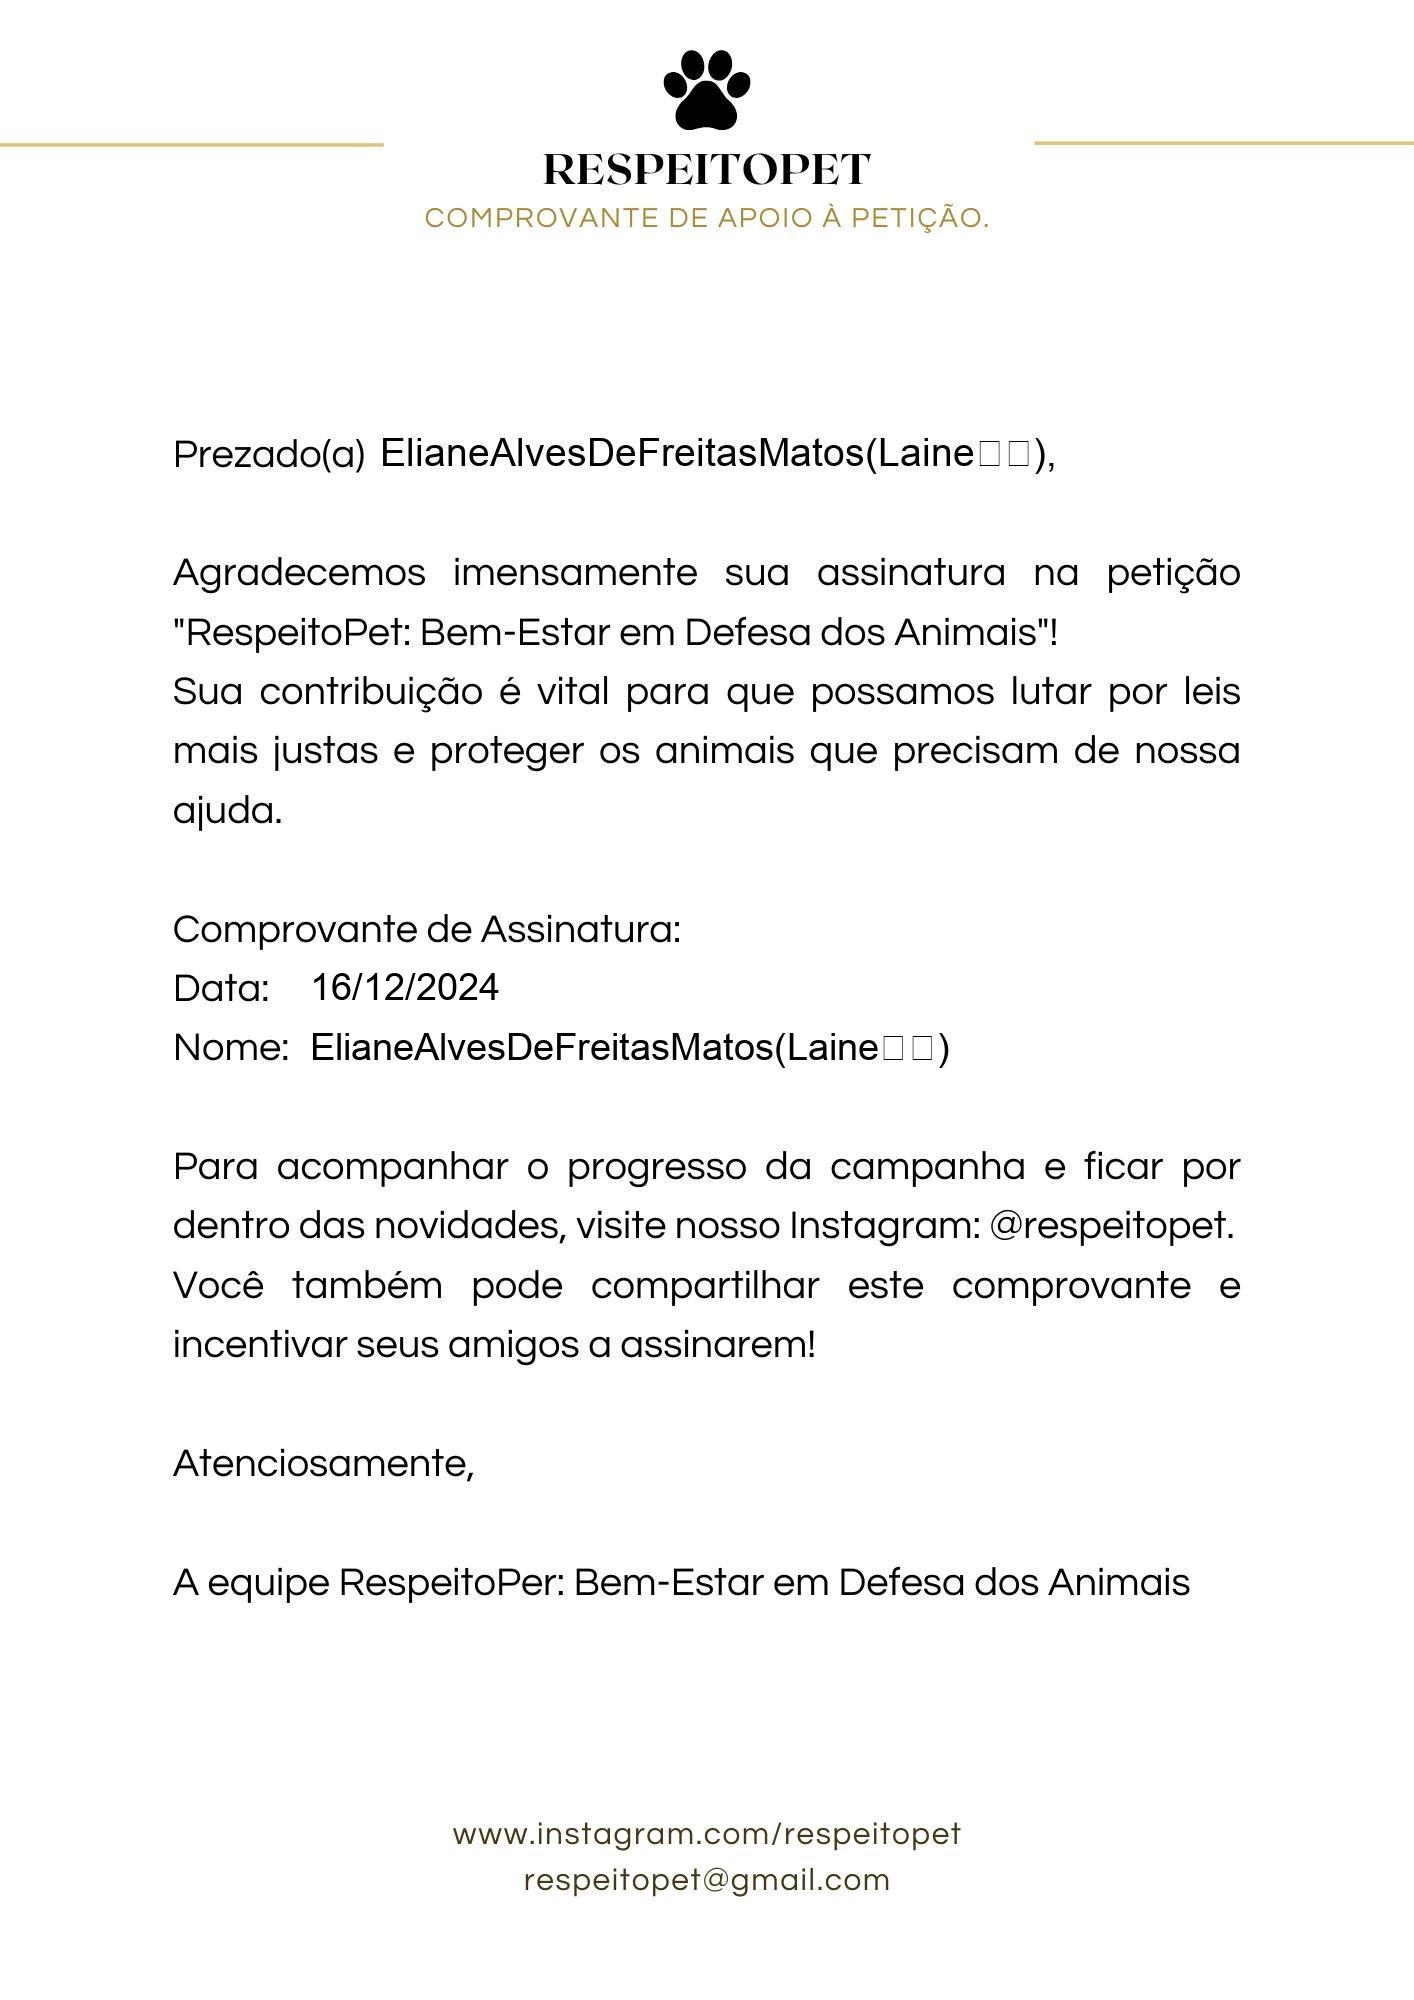 RESPEITOPET
COMPROVANTE DE APOIO À PETIÇÃO.
Prezado(a) ElianeAlvesDeFreitasMatos(Laine□□),
Agradecemos imensamente sua assinatura na petição
"RespeitoPet: Bem-Estar em Defesa dos Animais"!
Sua contribuição é vital para que possamos lutar por leis
mais justas e proteger os animais que precisam de nossa
ajuda.
Comprovante de Assinatura:
Data: 16/12/2024
Nome: ElianeAlvesDeFreitasMatos(Laine□□)
Para acompanhar o progresso da campanha e ficar por
dentro das novidades, visite nosso Instagram: @respeitopet.
Você também pode compartilhar este comprovante e
incentivar seus amigos a assinarem!
Atenciosamente,
A equipe RespeitoPer: Bem-Estar em Defesa dos Animais
www.instagram.com/respeitopet
respeitopet@gmail.com